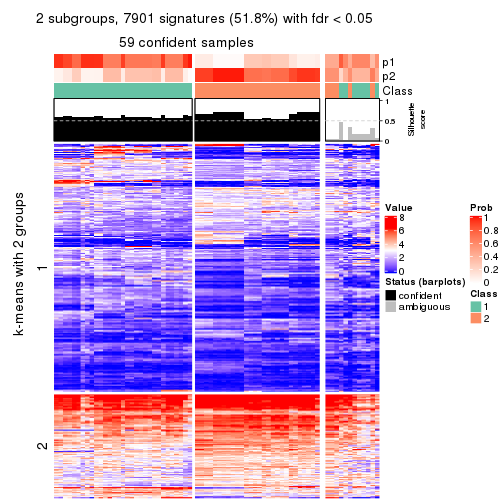 2 subgroups, 7901 signatures (51.8%) with fdr < 0.05
59 confident samples
p1
p2
Class
1
0.5
0
Silhouette
score
k-means with 2 groups
1
2
Value
8
6
4
2
0
Status (barplots)
confident
ambiguous
Prob
1
0.8
0.6
0.4
0.2
0
Class
1
2